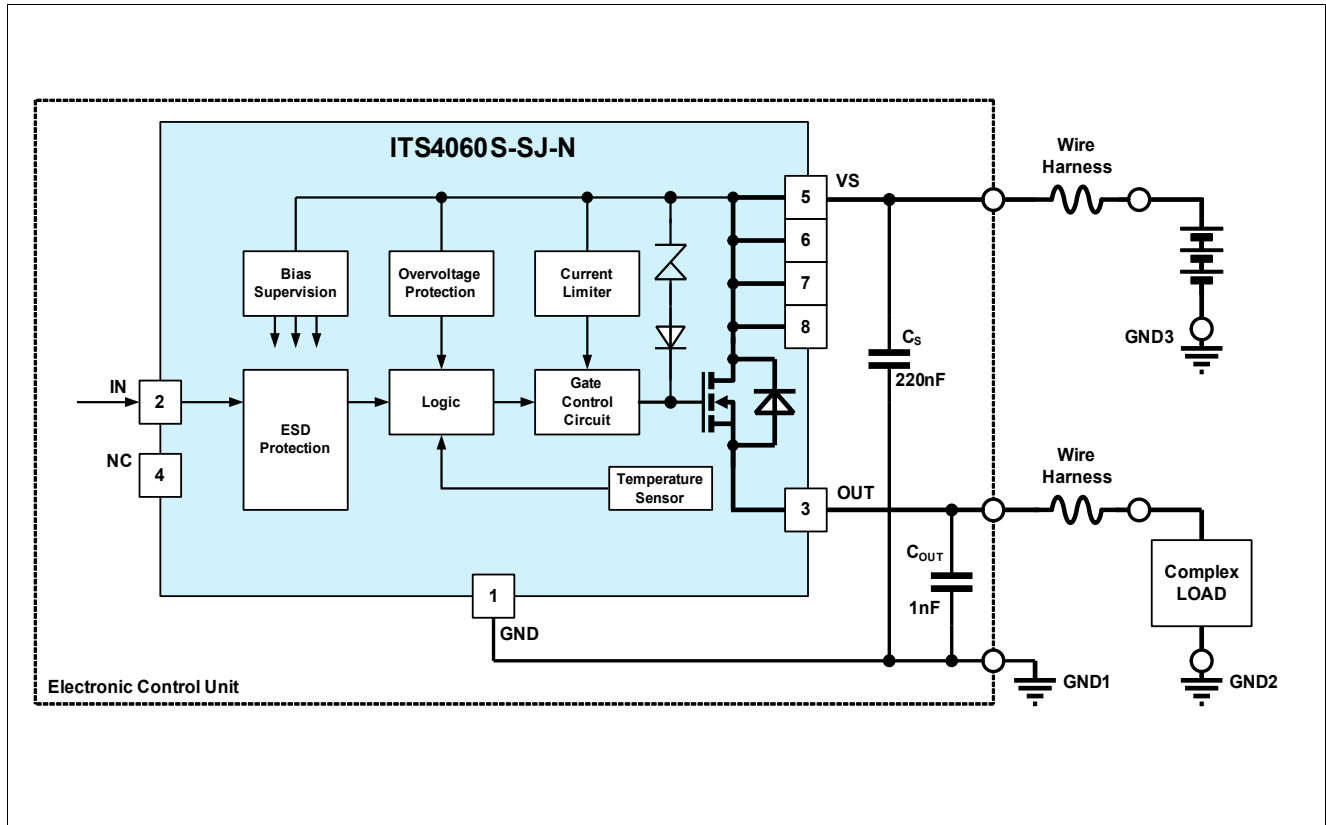 ITS4060S-SJ-N
VS
5
6
7
8
Wire
Harness
GND3
Bias
Supervision
Overvoltage
Protection
Current
Limiter
CS
220nF
IN
2
NC
4
ESD
Protection
Logic
Gate
Control
Circuit
Temperature
Sensor
OUT
3
Wire
Harness
COUT
1nF
Complex
LOAD
1
GND
GND1
GND2
Electronic Control Unit